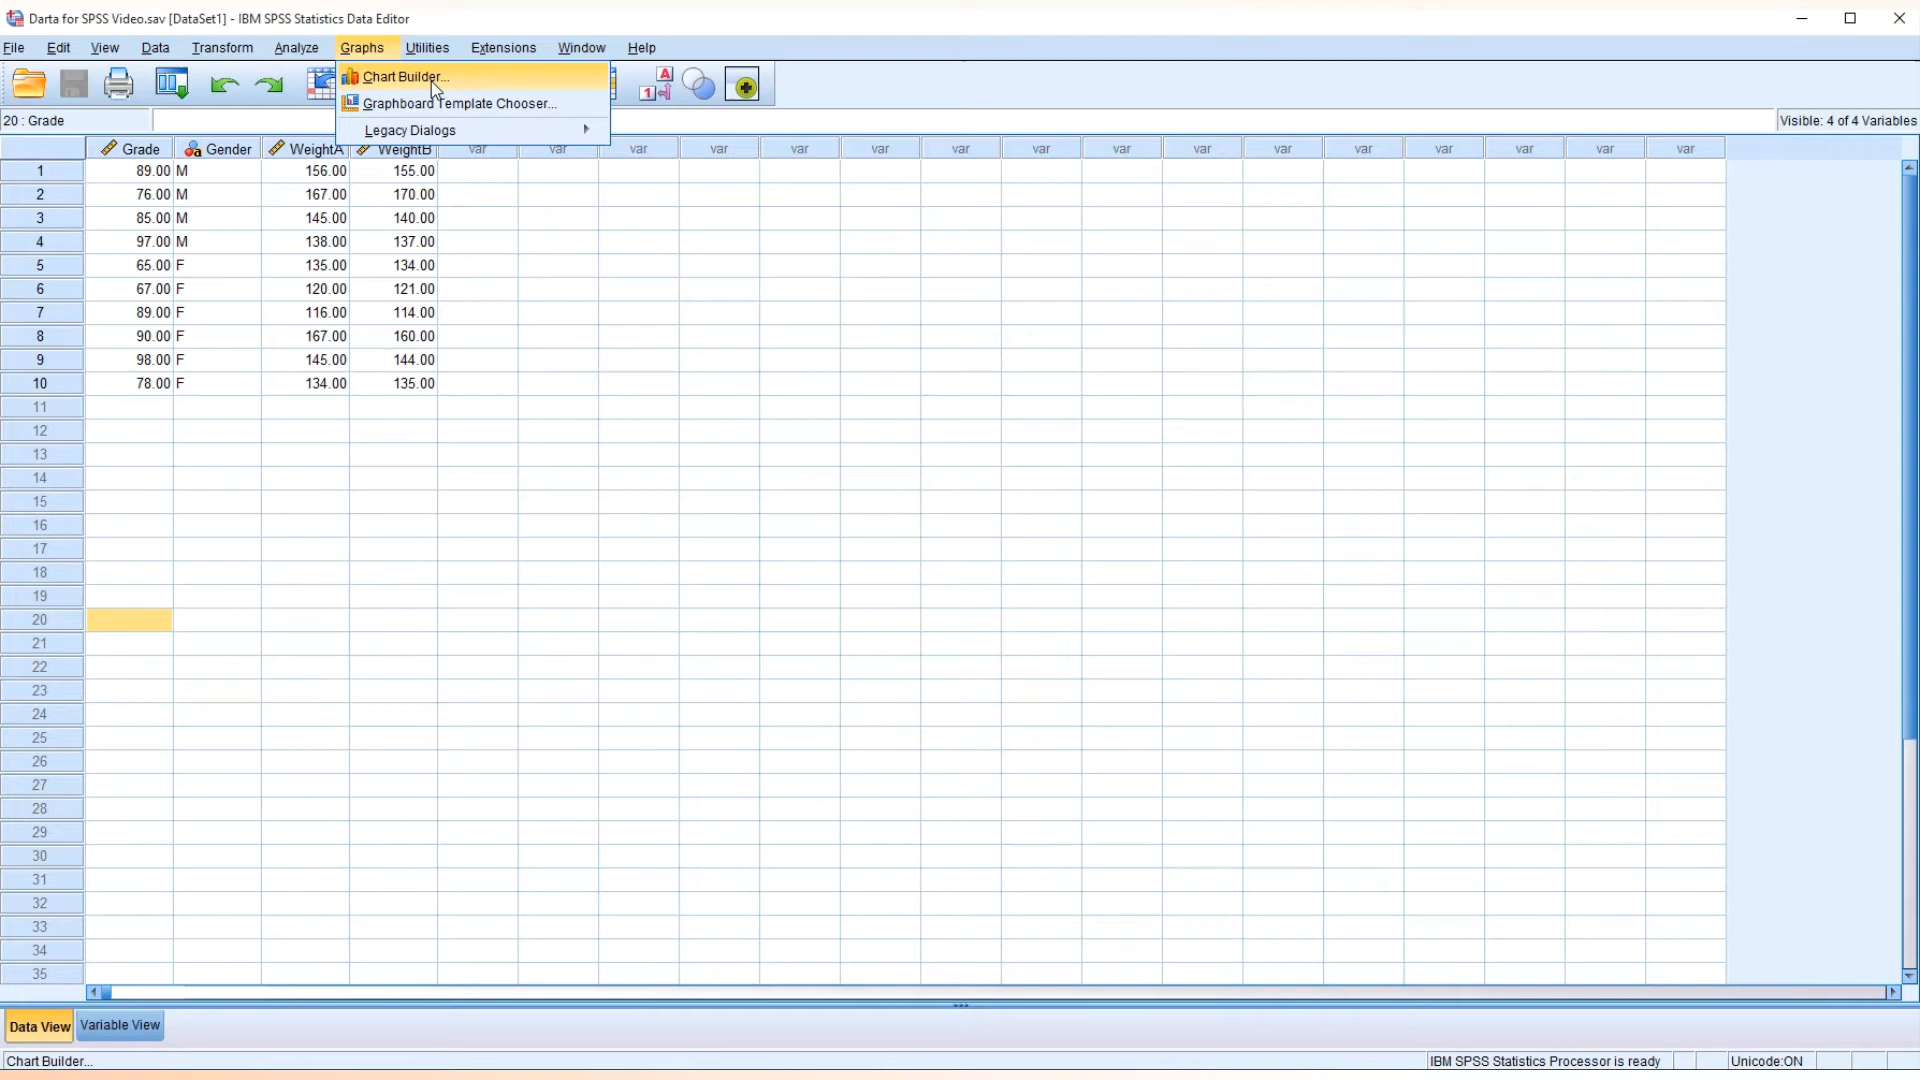 Darta for SPSS Video.sav [DataSet1] - IBM SPSS Statistics Data Editor
File Edit View Data Transform Analyze Graphs Utilities Extensions Window Help
Chart Builder...
Graphboard Template Chooser...
Legacy Dialogs
A
1
a
20 : Grade
Visible: 4 of 4 Variables
Grade Gender WeightA WeightB var var var var var var var var var var var var var var var var
1 89.00 M 156.00 155.00
2 76.00 M 167.00 170.00
3 85.00 M 145.00 140.00
4 97.00 M 138.00 137.00
5 65.00 F 135.00 134.00
6 67.00 F 120.00 121.00
7 89.00 F 116.00 114.00
8 90.00 F 167.00 160.00
9 98.00 F 145.00 144.00
10 78.00 F 134.00 135.00
11
12
13
14
15
16
17
18
19
20
21
22
23
24
25
26
27
28
29
30
31
32
33
34
35
Data View Variable View
Chart Builder... IBM SPSS Statistics Processor is ready Unicode:ON